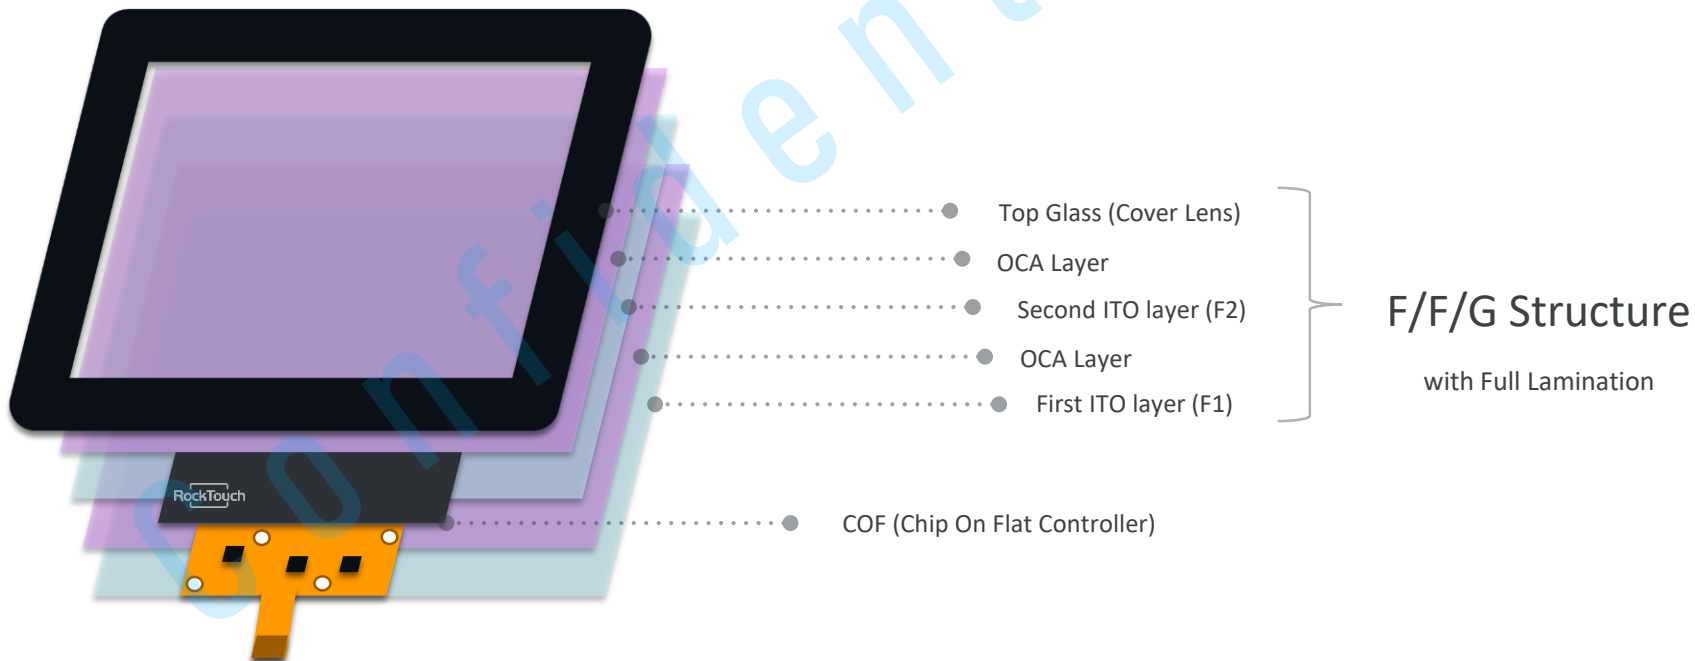 Top Glass (Cover Lens)
OCA Layer
Second ITO layer (F2)
OCA Layer
First ITO layer (F1)
F/F/G Structure
with Full Lamination
RockTouch
COF (Chip On Flat Controller)
Confident